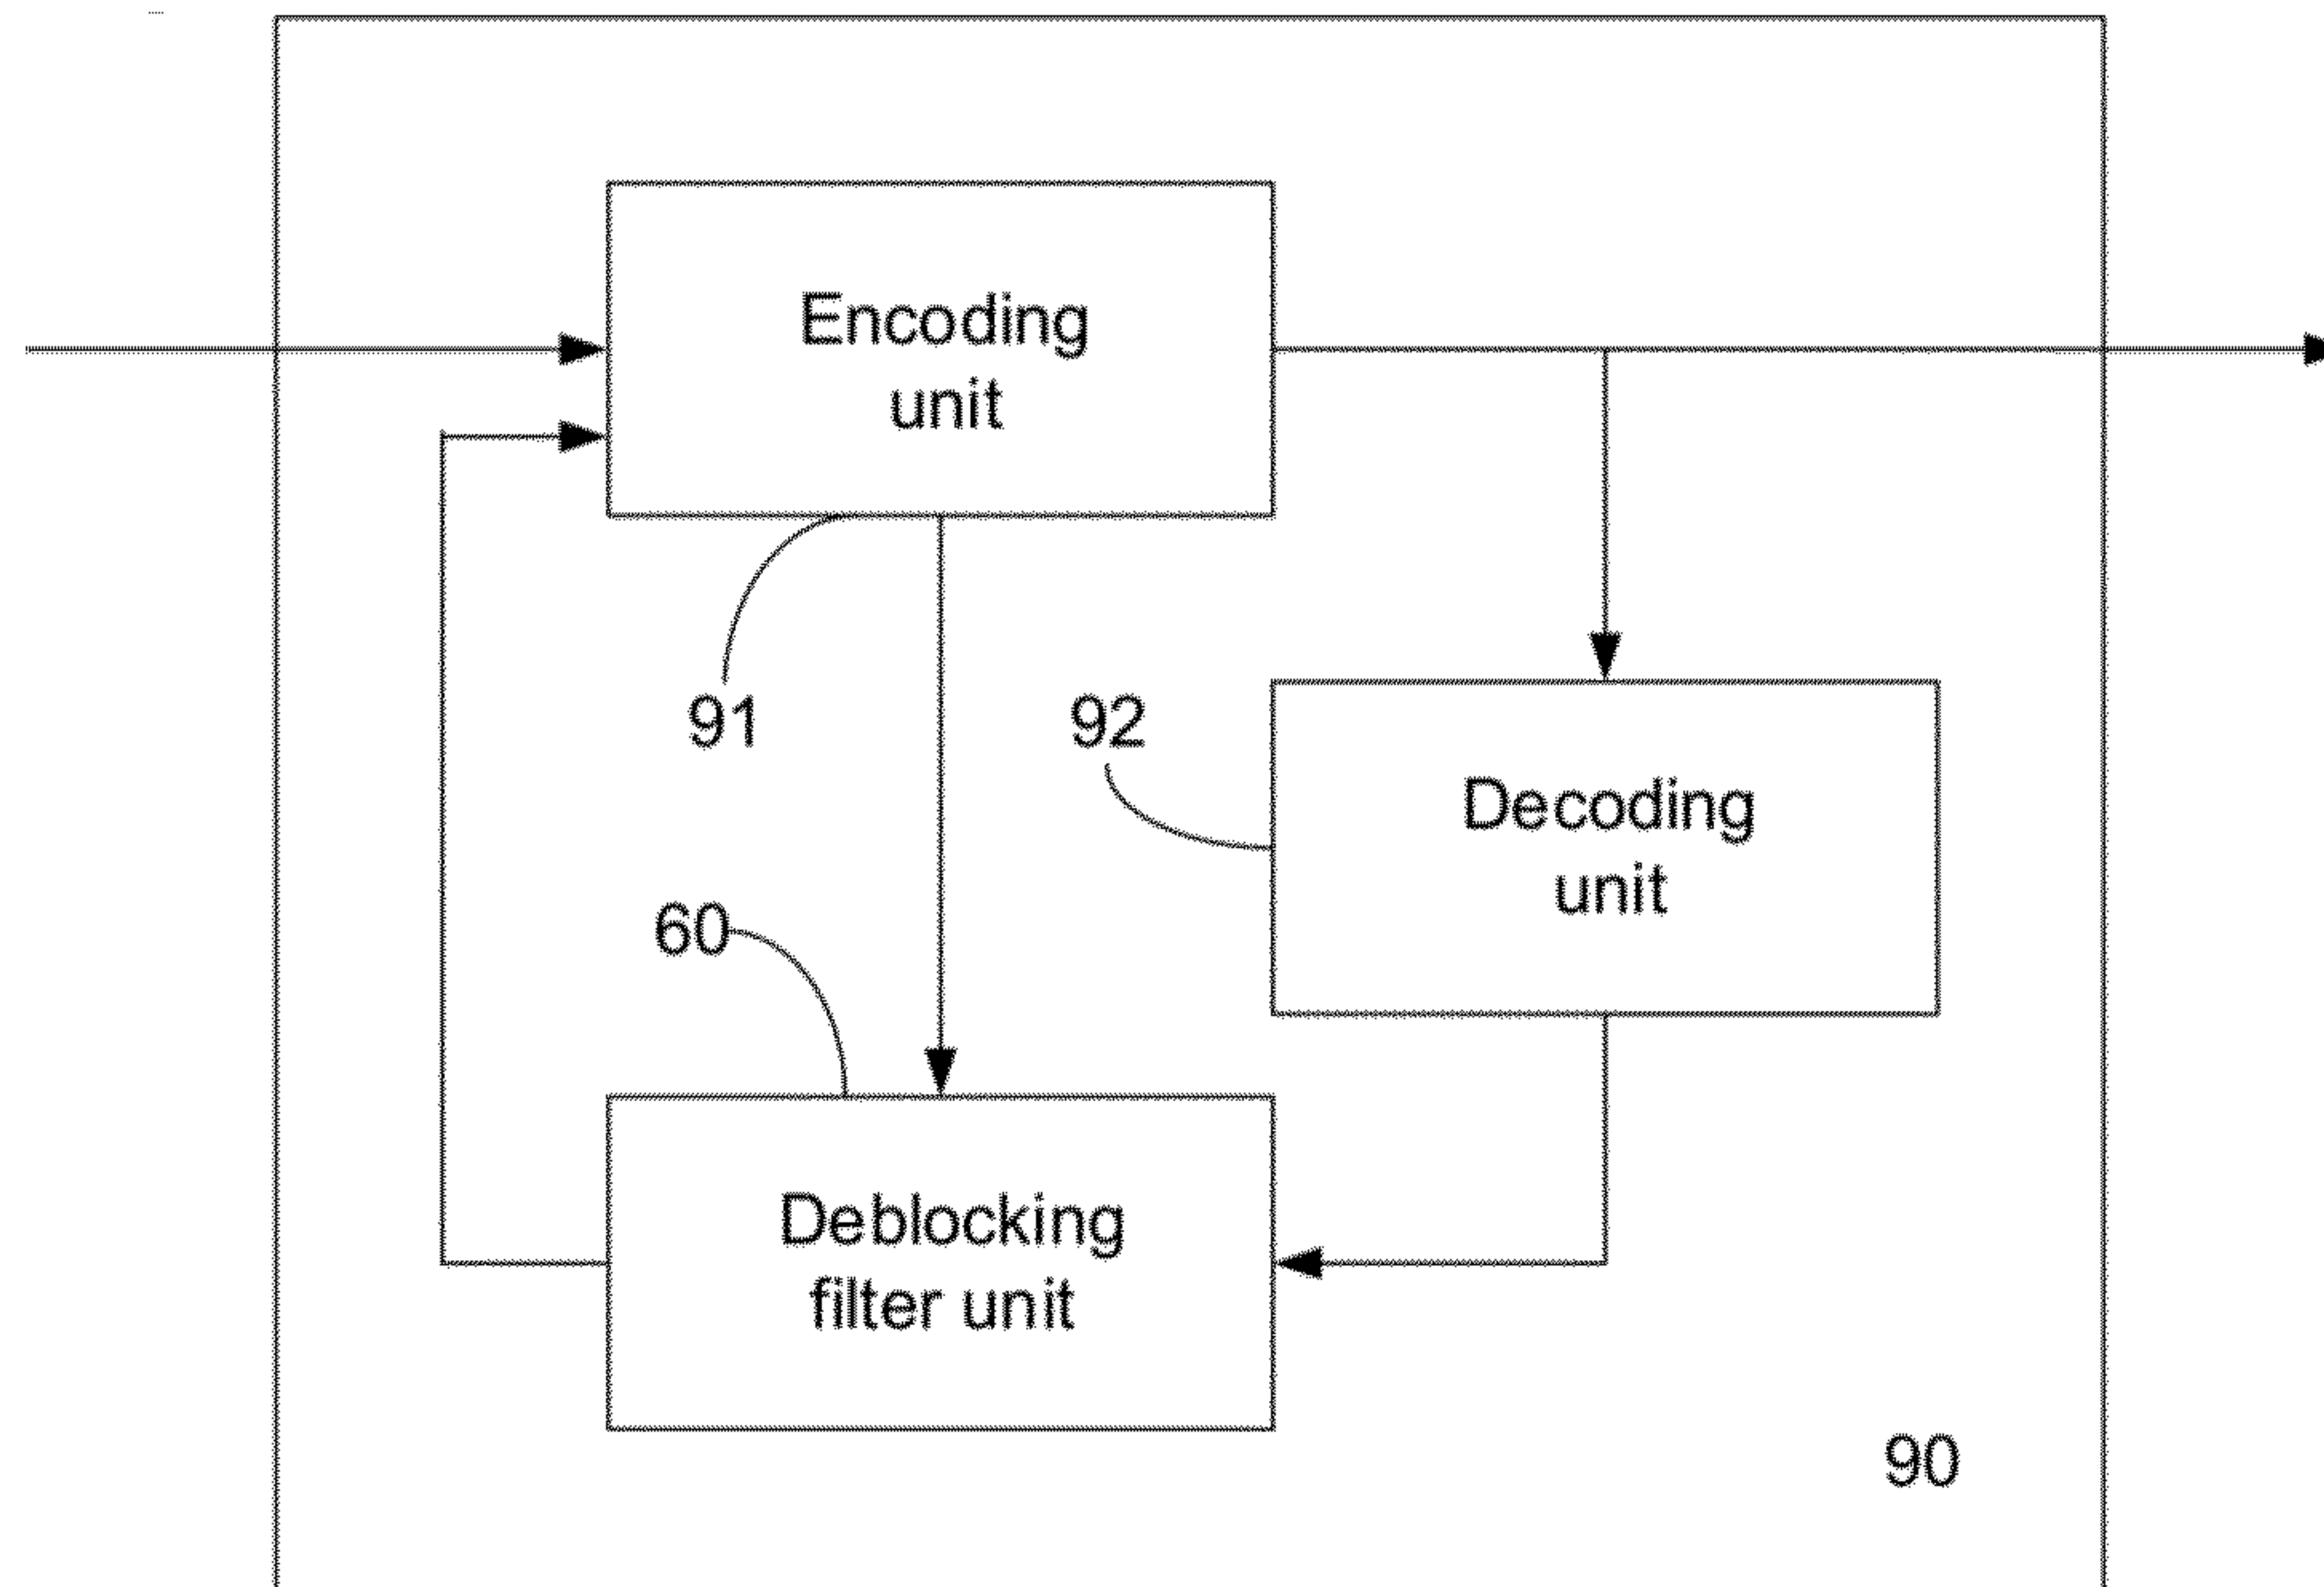 Encoding
unit
91
92
Decoding
unit
60
Deblocking
filter unit
90